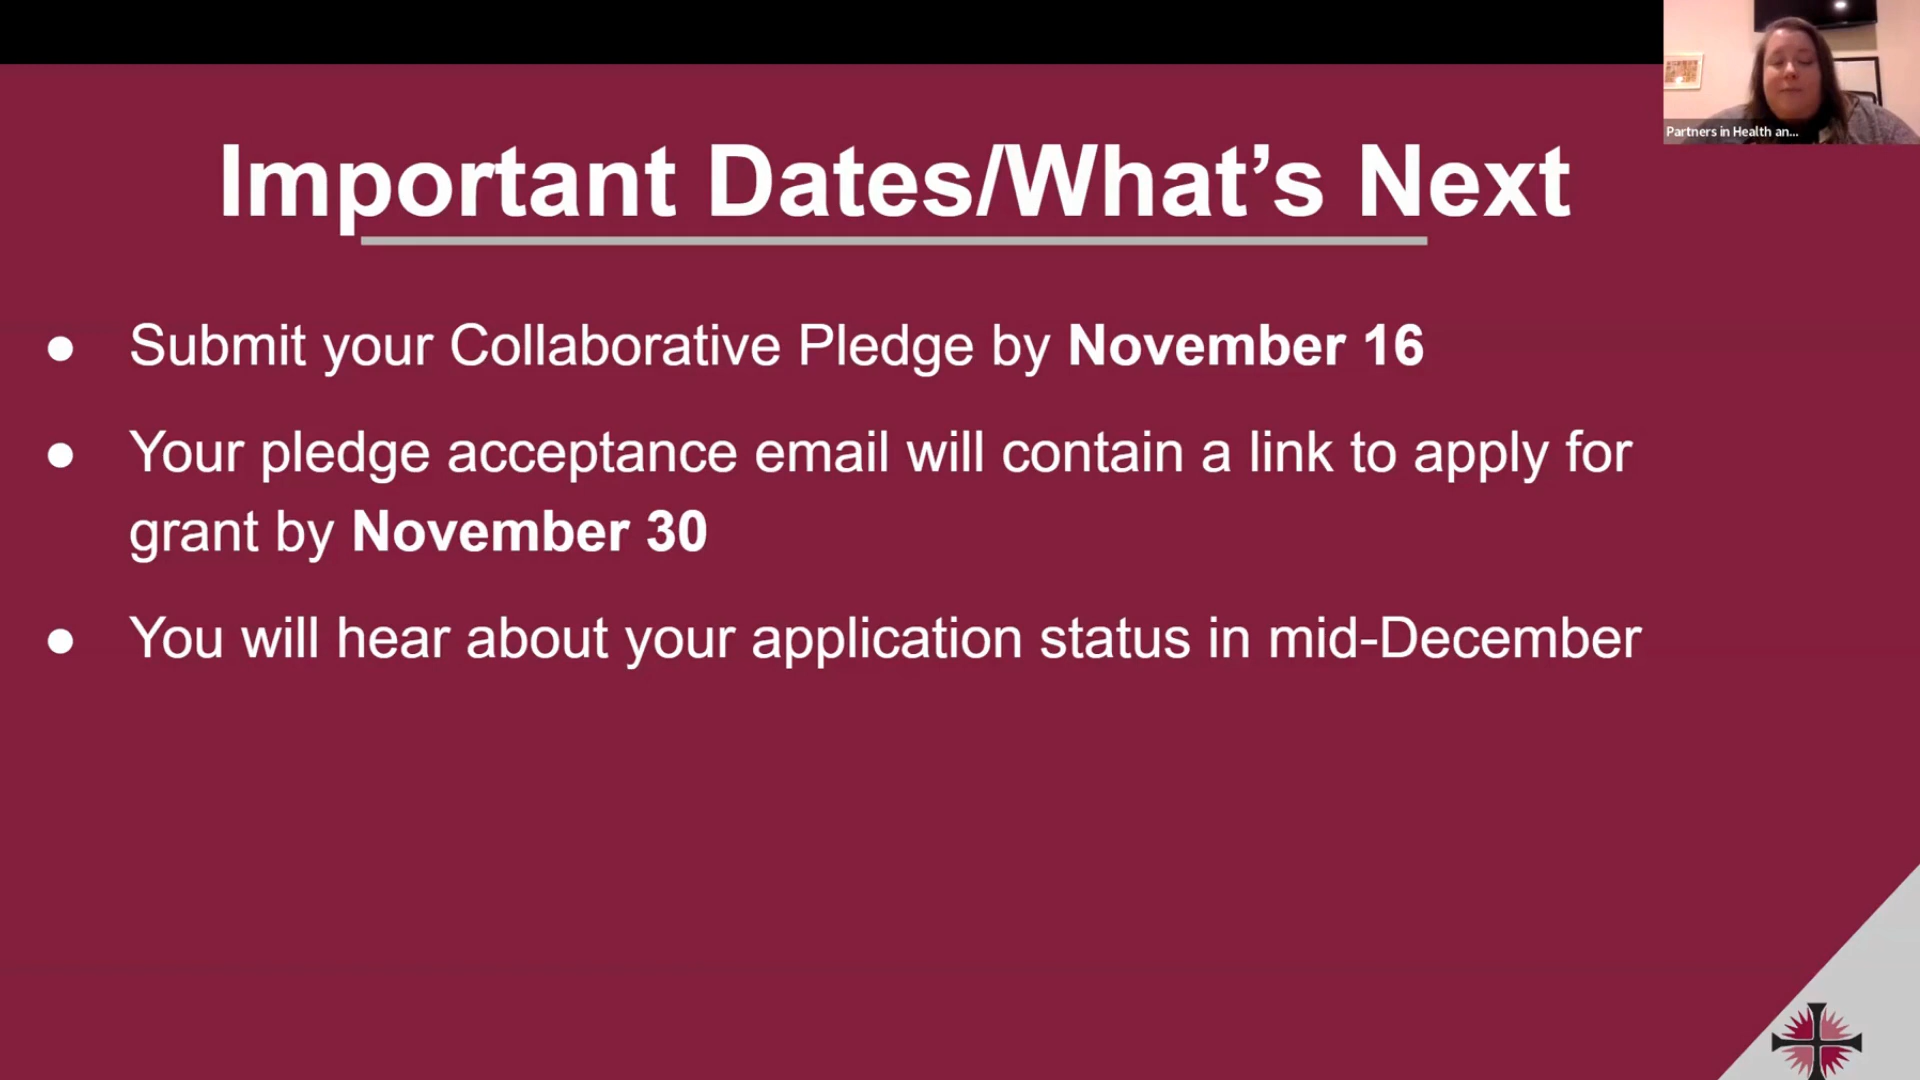 Partners in Health an...
Important Dates/What’s Next
● Submit your Collaborative Pledge by November 16
● Your pledge acceptance email will contain a link to apply for
grant by November 30
● You will hear about your application status in mid-December